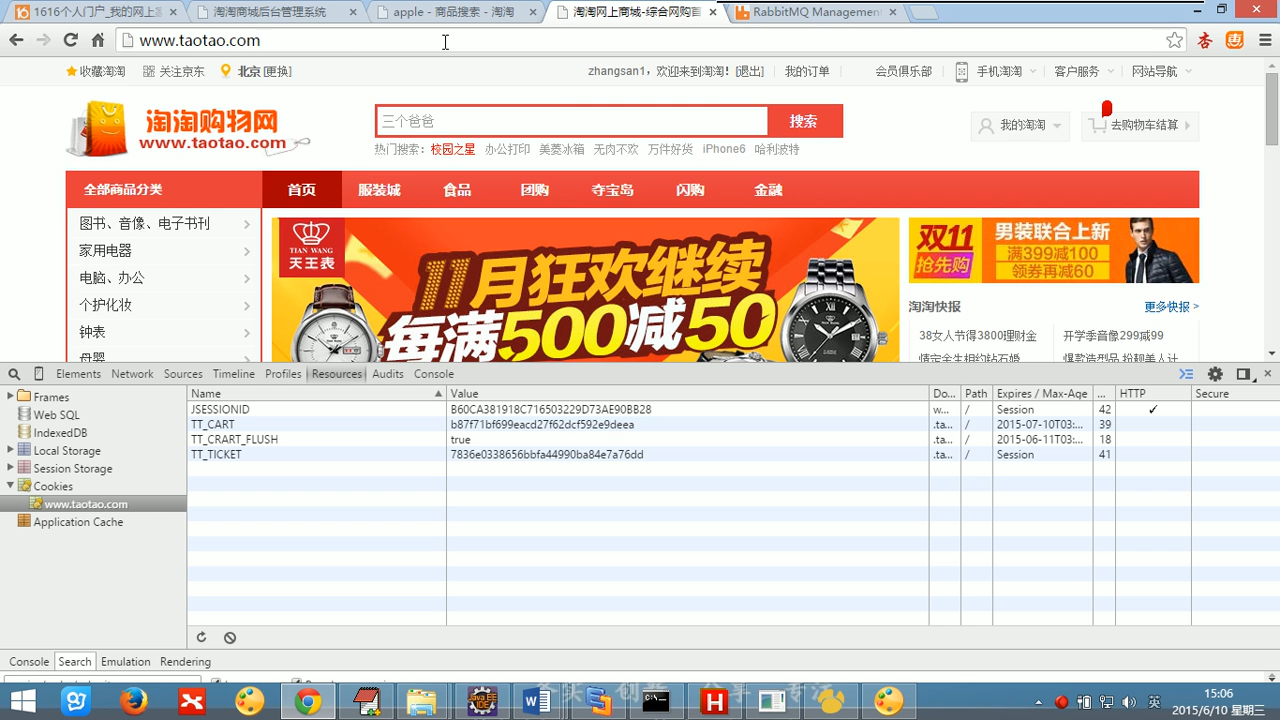 1616个人门户_我的网上
淘淘商城后台管理系统
apple - 商品搜索 - 淘淘
淘淘网上商城-综合网购首
RabbitMQ Management
www.taotao.com
收藏淘淘
关注京东
北京 [更换]
zhangsan1，欢迎来到淘淘！[退出]
我的订单
会员俱乐部
手机淘淘
客户服务
网站导航
淘淘购物网
www.taotao.com
三个爸爸
搜索
我的淘淘
去购物车结算
热门搜索： 校园之星 办公打印 美菱冰箱 无肉不欢 万件好货 iPhone6 哈利波特
全部商品分类
首页 服装城 食品 团购 夺宝岛 闪购 金融
图书、音像、电子书刊
家用电器
电脑、办公
个护化妆
钟表
母婴
TIAN WANG
天王表
11月狂欢继续
每满500减50
双11
抢先购
男装联合上新
满399减100
领券再减60
淘淘快报
更多快报 >
38女人节得3800理财金
开学季音像299减99
Elements Network Sources Timeline Profiles Resources Audits Console
Frames
Web SQL
IndexedDB
Local Storage
Session Storage
Cookies
www.taotao.com
Application Cache
Name Value Do... Path Expires / Max-Age ... HTTP Secure
JSESSIONID B60CA381918C716503229D73AE90BB28 w... / Session 42 ✓
TT_CART b87f71bf699eacd27f62dcf592e9deea .ta... / 2015-07-10T03:... 39
TT_CRART_FLUSH true .ta... / 2015-06-11T03:... 18
TT_TICKET 7836e0338656bbfa44990ba84e7a76dd .ta... / Session 41
Console Search Emulation Rendering
英
15:06
2015/6/10 星期三